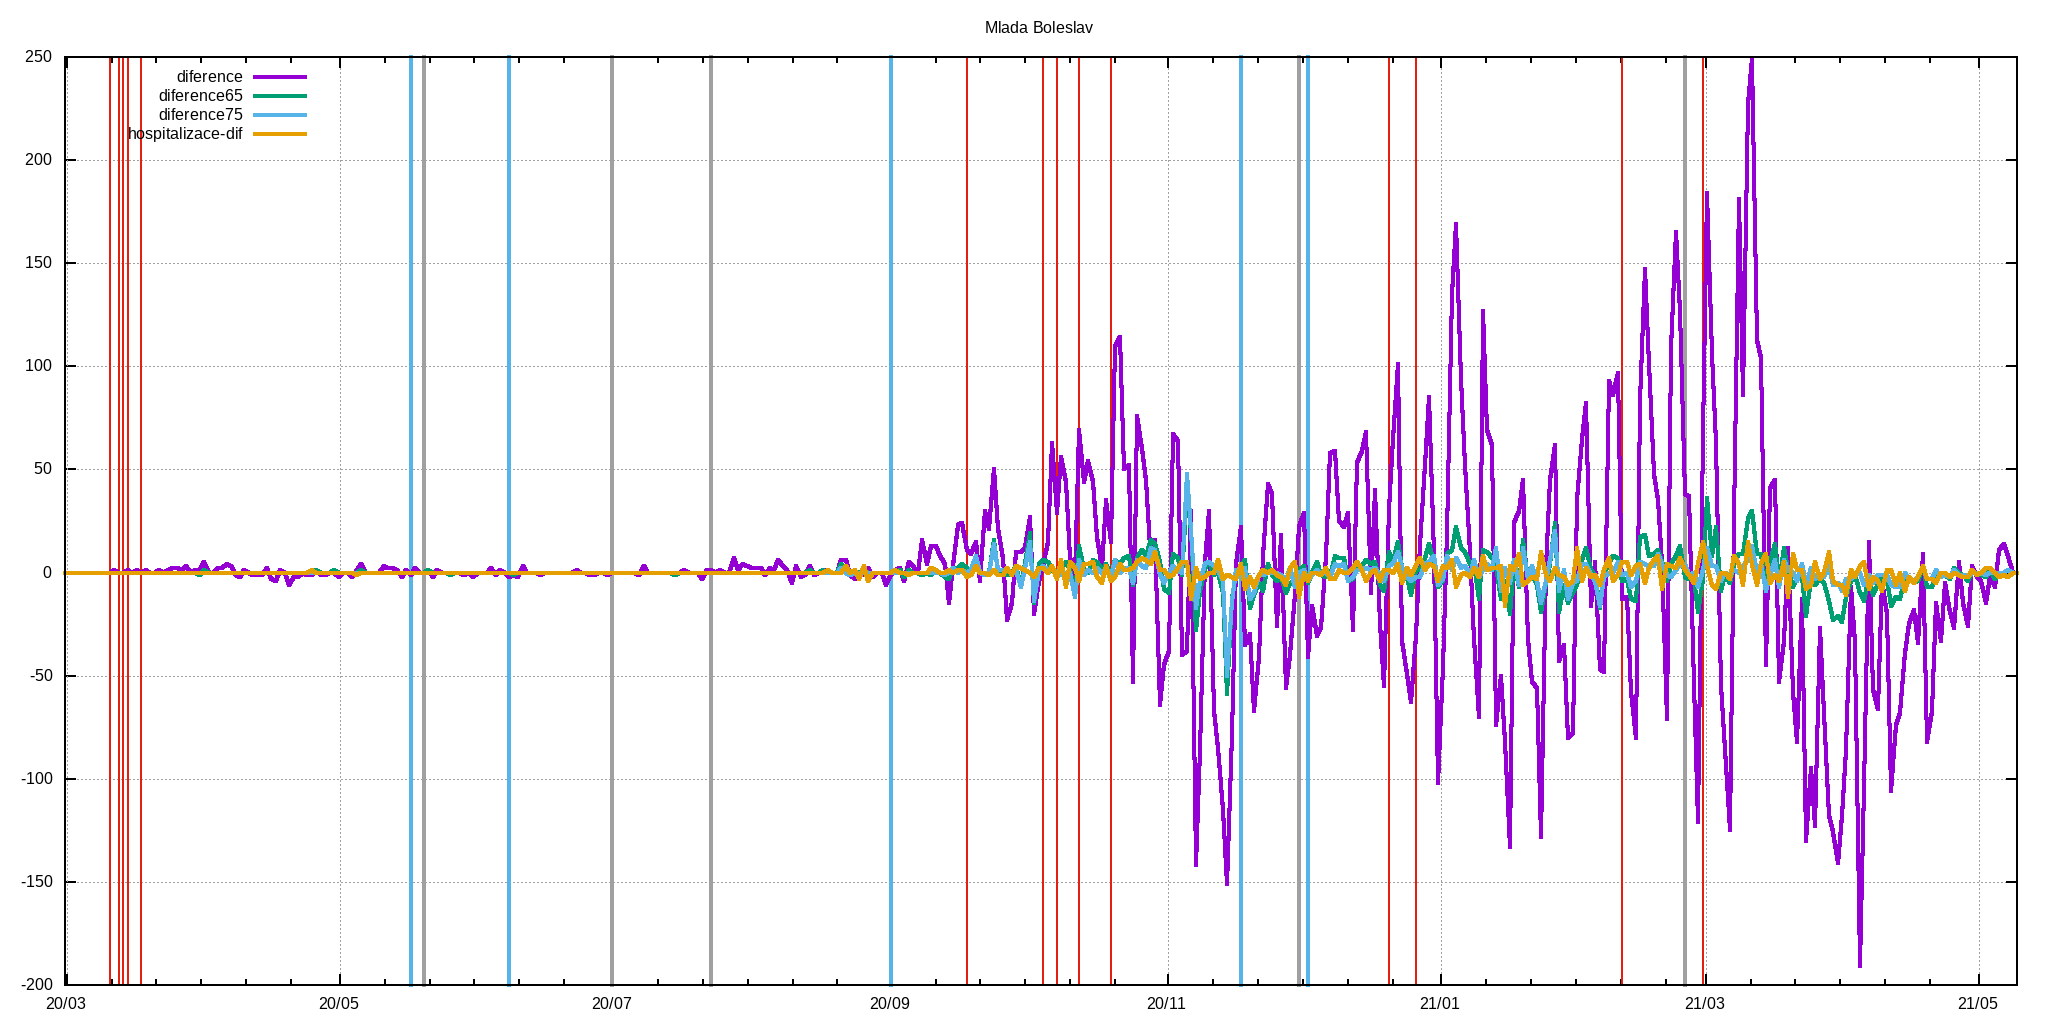 Mlada Boleslav
250
200
150
100
50
0
-50
-100
-150
-200
diference
diference65
diference75
hospitalizace-dif
20/03 20/05 20/07 20/09 20/11 21/01 21/03 21/05